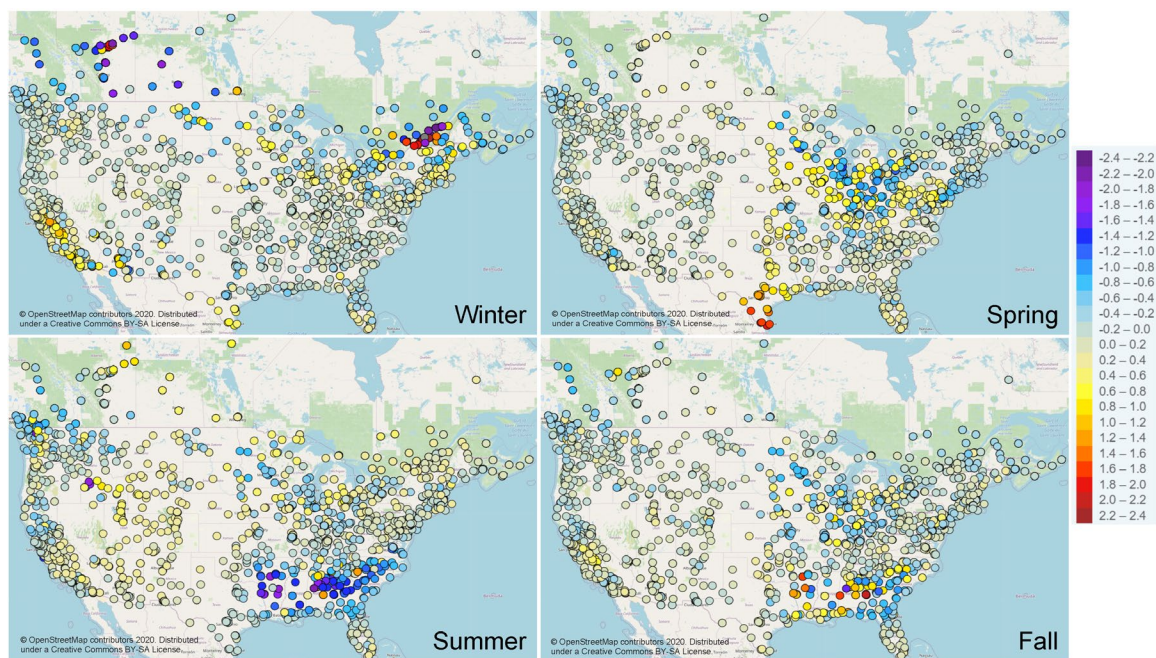 © OpenStreetMap contributors 2020. Distributed
under a Creative Commons BY-SA License.
Winter
© OpenStreetMap contributors 2020. Distributed
under a Creative Commons BY-SA License.
Spring
-2.4 – -2.2
-2.2 – -2.0
-2.0 – -1.8
-1.8 – -1.6
-1.6 – -1.4
-1.4 – -1.2
-1.2 – -1.0
-1.0 – -0.8
-0.8 – -0.6
-0.6 – -0.4
-0.4 – -0.2
-0.2 – 0.0
0.0 – 0.2
0.2 – 0.4
0.4 – 0.6
0.6 – 0.8
0.8 – 1.0
1.0 – 1.2
1.2 – 1.4
1.4 – 1.6
1.6 – 1.8
1.8 – 2.0
2.0 – 2.2
2.2 – 2.4
© OpenStreetMap contributors 2020. Distributed
under a Creative Commons BY-SA License.
Summer
© OpenStreetMap contributors 2020. Distributed
under a Creative Commons BY-SA License.
Fall